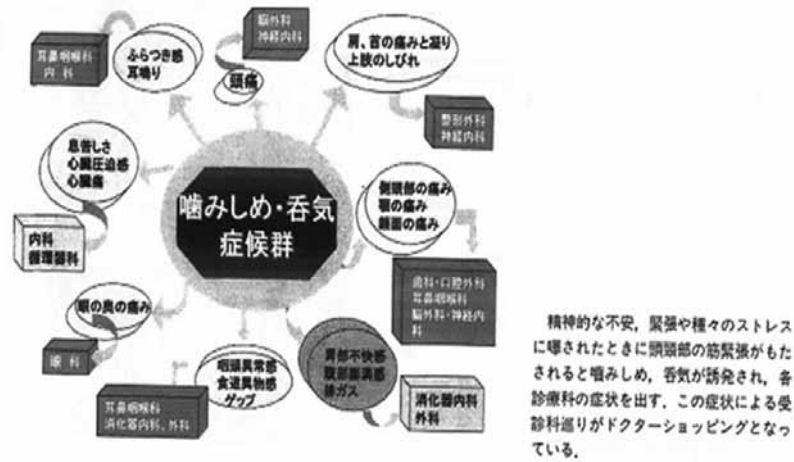 耳鼻咽喉科
内 科
ふらつき感
耳鳴り
脳外科
神経内科
頭痛
肩、首の痛みと凝り
上肢のしびれ
整形外科
神経内科
息苦しさ
心臓圧迫感
心臓痛
内科
循環器科
噛みしめ・呑気
症候群
側頭部の痛み
顎の痛み
顔面の痛み
歯科・口腔外科
耳鼻咽喉科
脳外科・神経内
科
眼の奥の痛み
眼 科
咽頭異常感
食道異物感
ゲップ
耳鼻咽喉科
消化器内科、外科
胃部不快感
腹部膨満感
排ガス
消化器内科
外科
精神的な不安，緊張や種々のストレス
に曝されたときに頭頸部の筋緊張がもた
されると噛みしめ，呑気が誘発され，各
診療科の症状を出す．この症状による受
診科巡りがドクターショッピングとなっ
ている．